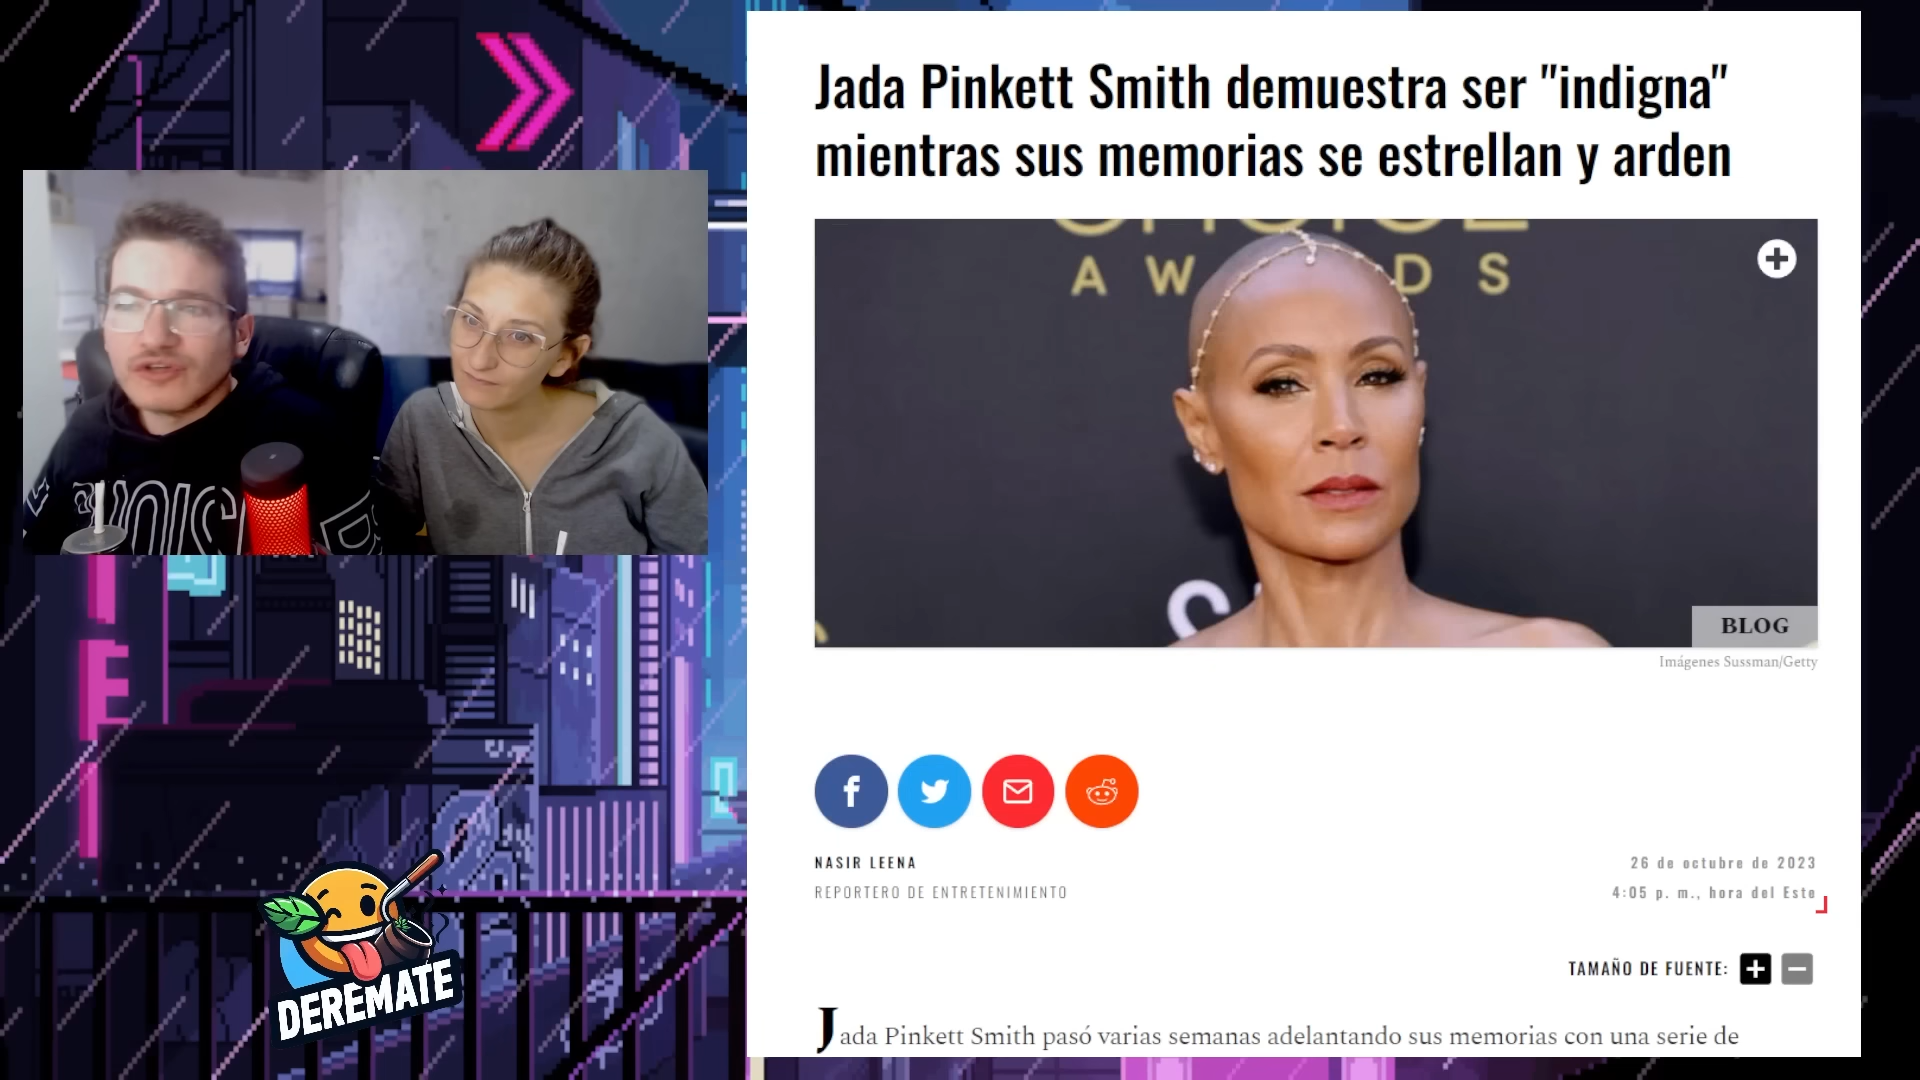 Jada Pinkett Smith demuestra ser "indigna"
mientras sus memorias se estrellan y arden
AWARDS
BLOG
Imágenes Sussman/Getty
NASIR LEENA
REPORTERO DE ENTRETENIMIENTO
26 de octubre de 2023
4:05 p. m., hora del Este
TAMAÑO DE FUENTE:
Jada Pinkett Smith pasó varias semanas adelantando sus memorias con una serie de
DEREMATE